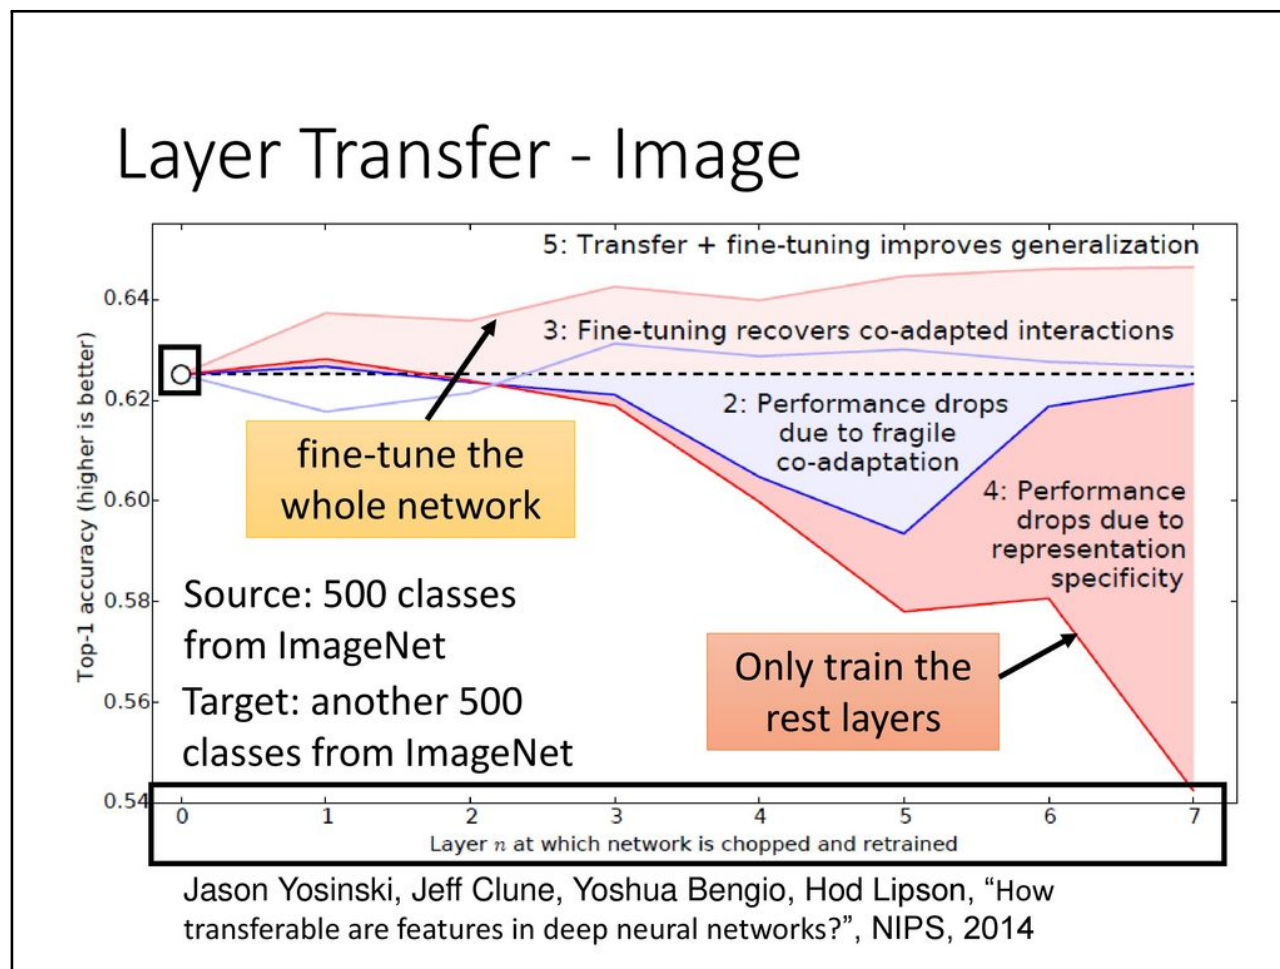 Layer Transfer - Image
5: Transfer + fine-tuning improves generalization
0.64
3: Fine-tuning recovers co-adapted interactions
0.62
2: Performance drops
due to fragile
co-adaptation
fine-tune the
whole network
0.60
4: Performance
drops due to
representation
specificity
Top-1 accuracy (higher is better)
0.58
Source: 500 classes
from ImageNet
Only train the
rest layers
0.56
Target: another 500
classes from ImageNet
0.54
0 1 2 3 4 5 6 7
Layer n at which network is chopped and retrained
Jason Yosinski, Jeff Clune, Yoshua Bengio, Hod Lipson, “How
transferable are features in deep neural networks?”, NIPS, 2014